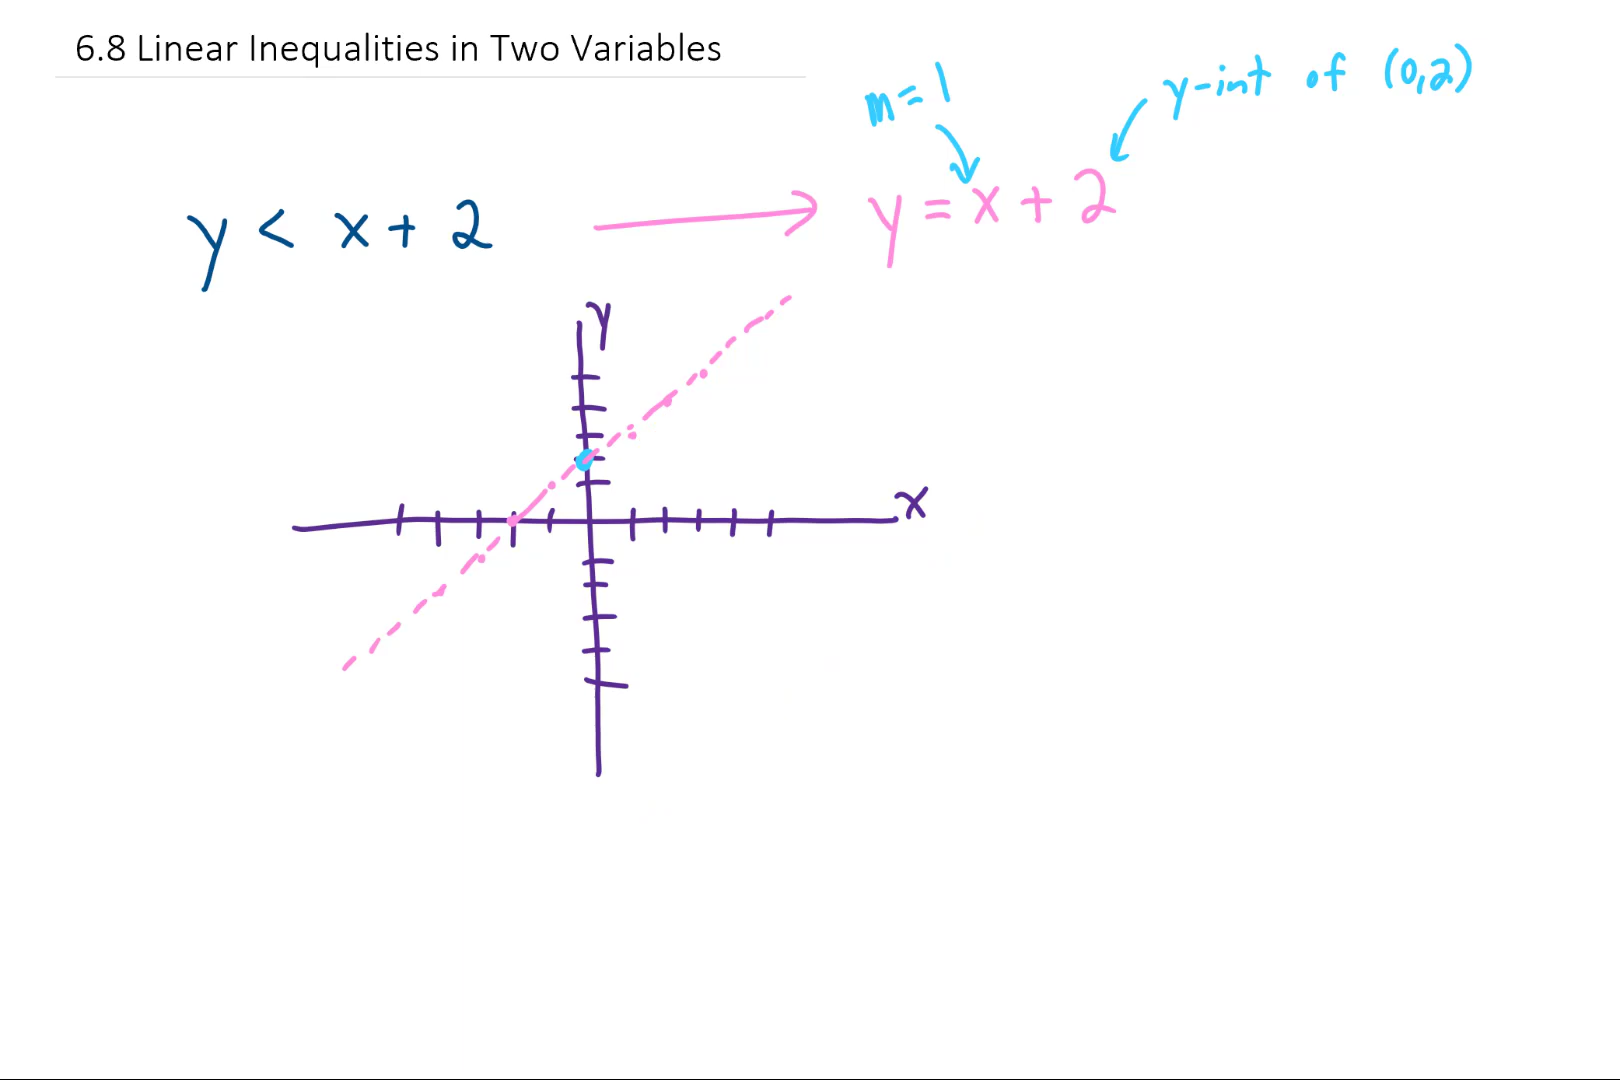 6.8 Linear Inequalities in Two Variables
m=1
y-int of (0,2)
y < x + 2
y = x + 2
y
x